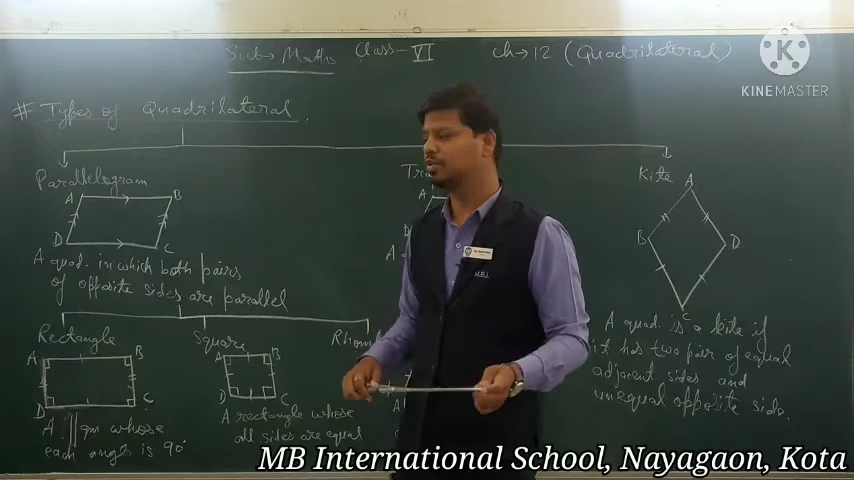 Sub→ Maths Class- VI ch→ 12 (Quadrilateral)
K
KINEMASTER
# Types of Quadrilateral
Parallelogram
A B
D C
A quad. in which both pairs
of opposite sides are parallel
Rectangle
A B
D C
A ||gm whose
each angle is 90°
Square
A B
D C
A rectangle whose
all sides are equal
Kite
A
B D
C
A quad. is a kite if
it has two pair of equal
adjacent sides and
unequal opposite side.
MB International School, Nayagaon, Kota